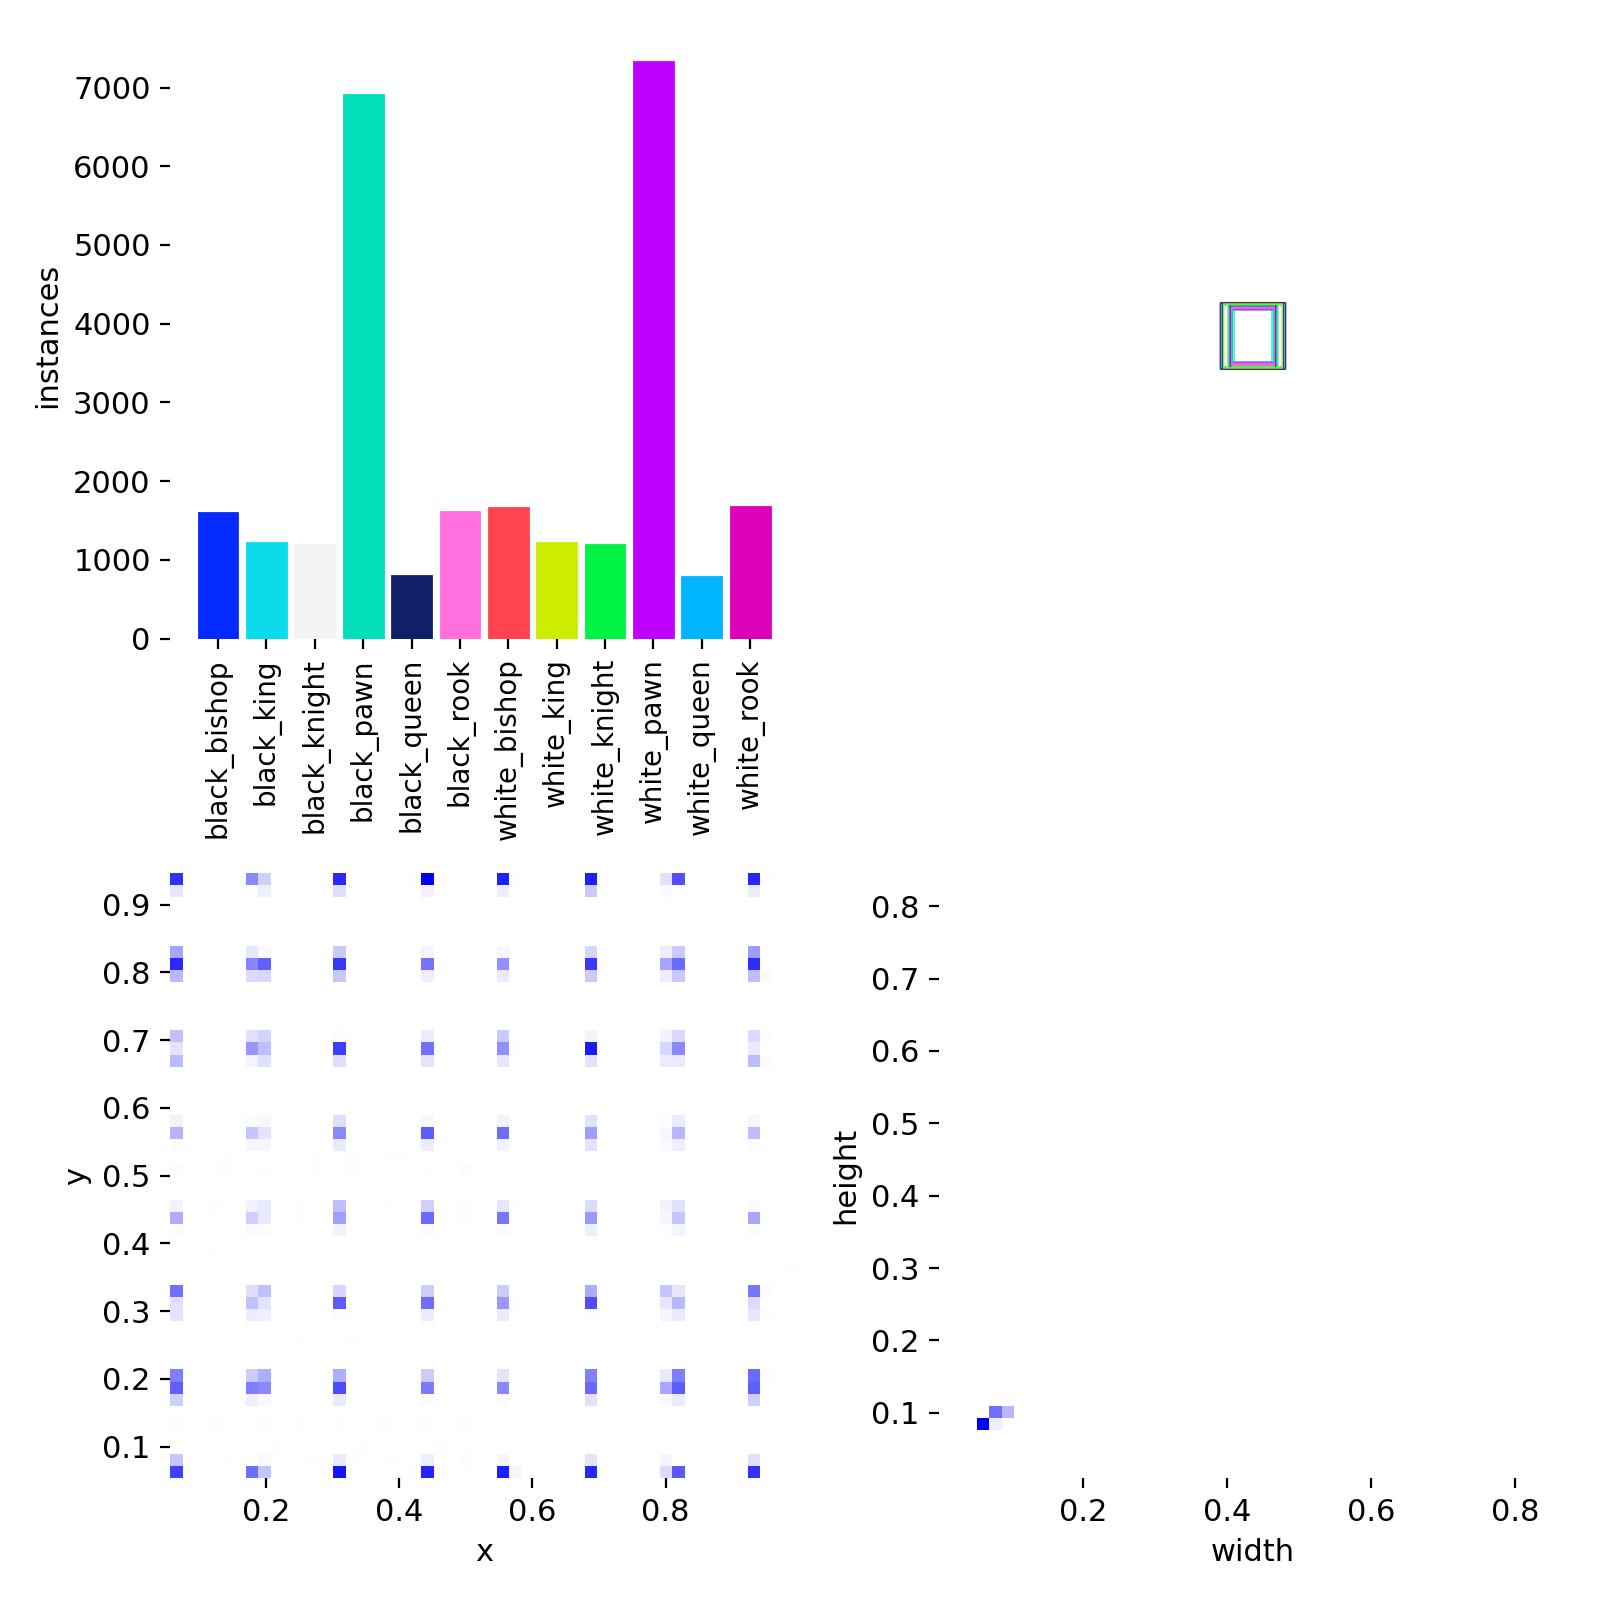 instances
7000
6000
5000
4000
3000
2000
1000
0
black_bishop
black_king
black_knight
black_pawn
black_queen
black_rook
white_bishop
white_king
white_knight
white_pawn
white_queen
white_rook
y
0.9
0.8
0.7
0.6
0.5
0.4
0.3
0.2
0.1
0.2 0.4 0.6 0.8
x
height
0.8
0.7
0.6
0.5
0.4
0.3
0.2
0.1
0.2 0.4 0.6 0.8
width